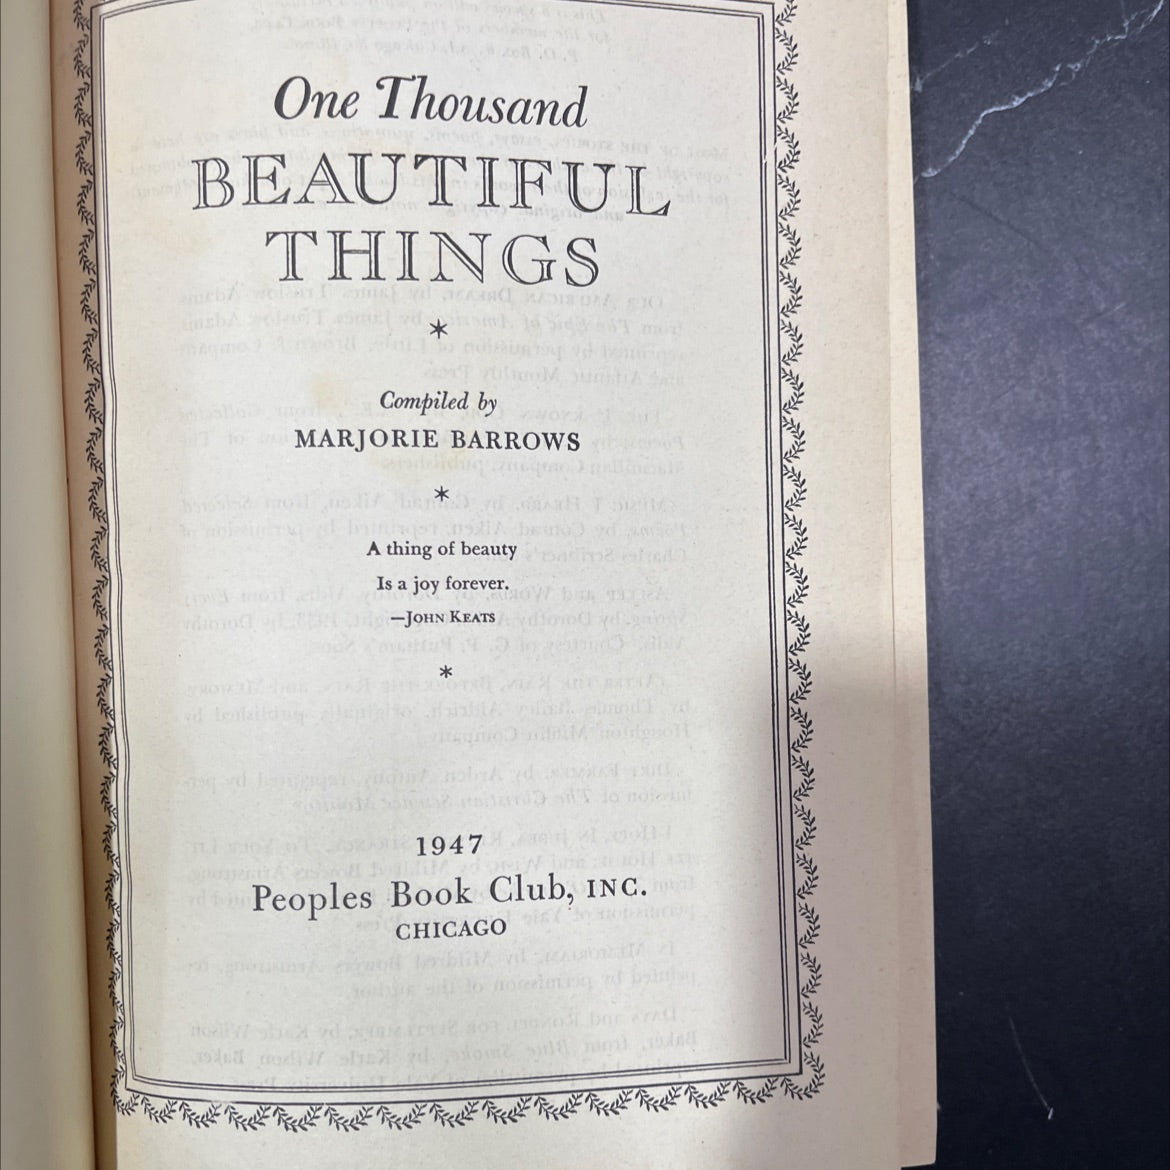 One Thousand
BEAUTIFUL
THINGS
*
Compiled by
MARJORIE BARROWS
*
A thing of beauty
Is a joy forever.
—JOHN KEATS
*
1947
Peoples Book Club, INC.
CHICAGO